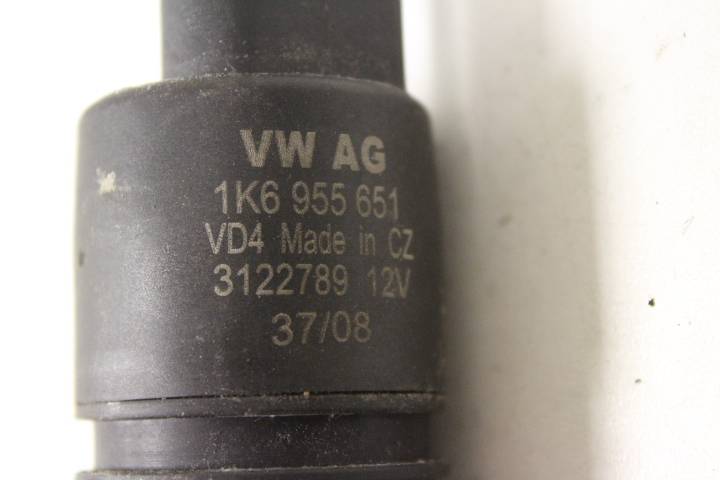 VW AG
1K6 955 651
VD4 Made in CZ
3122789 12V
37/08